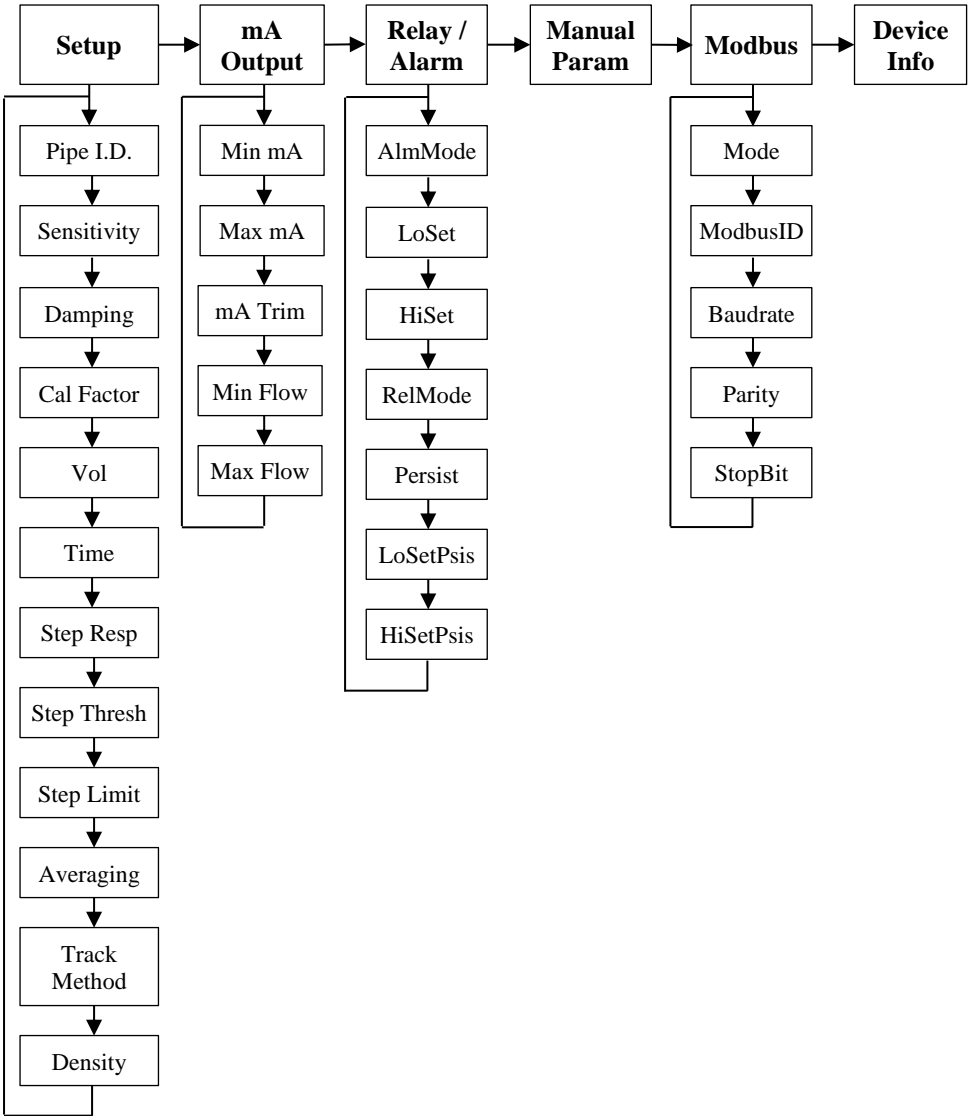 Setup
mA
Output
Relay /
Alarm
Manual
Param
Modbus
Device
Info
Pipe I.D.
Sensitivity
Damping
Cal Factor
Vol
Time
Step Resp
Step Thresh
Step Limit
Averaging
Track
Method
Density
Min mA
Max mA
mA Trim
Min Flow
Max Flow
AlmMode
LoSet
HiSet
RelMode
Persist
LoSetPsis
HiSetPsis
Mode
ModbusID
Baudrate
Parity
StopBit